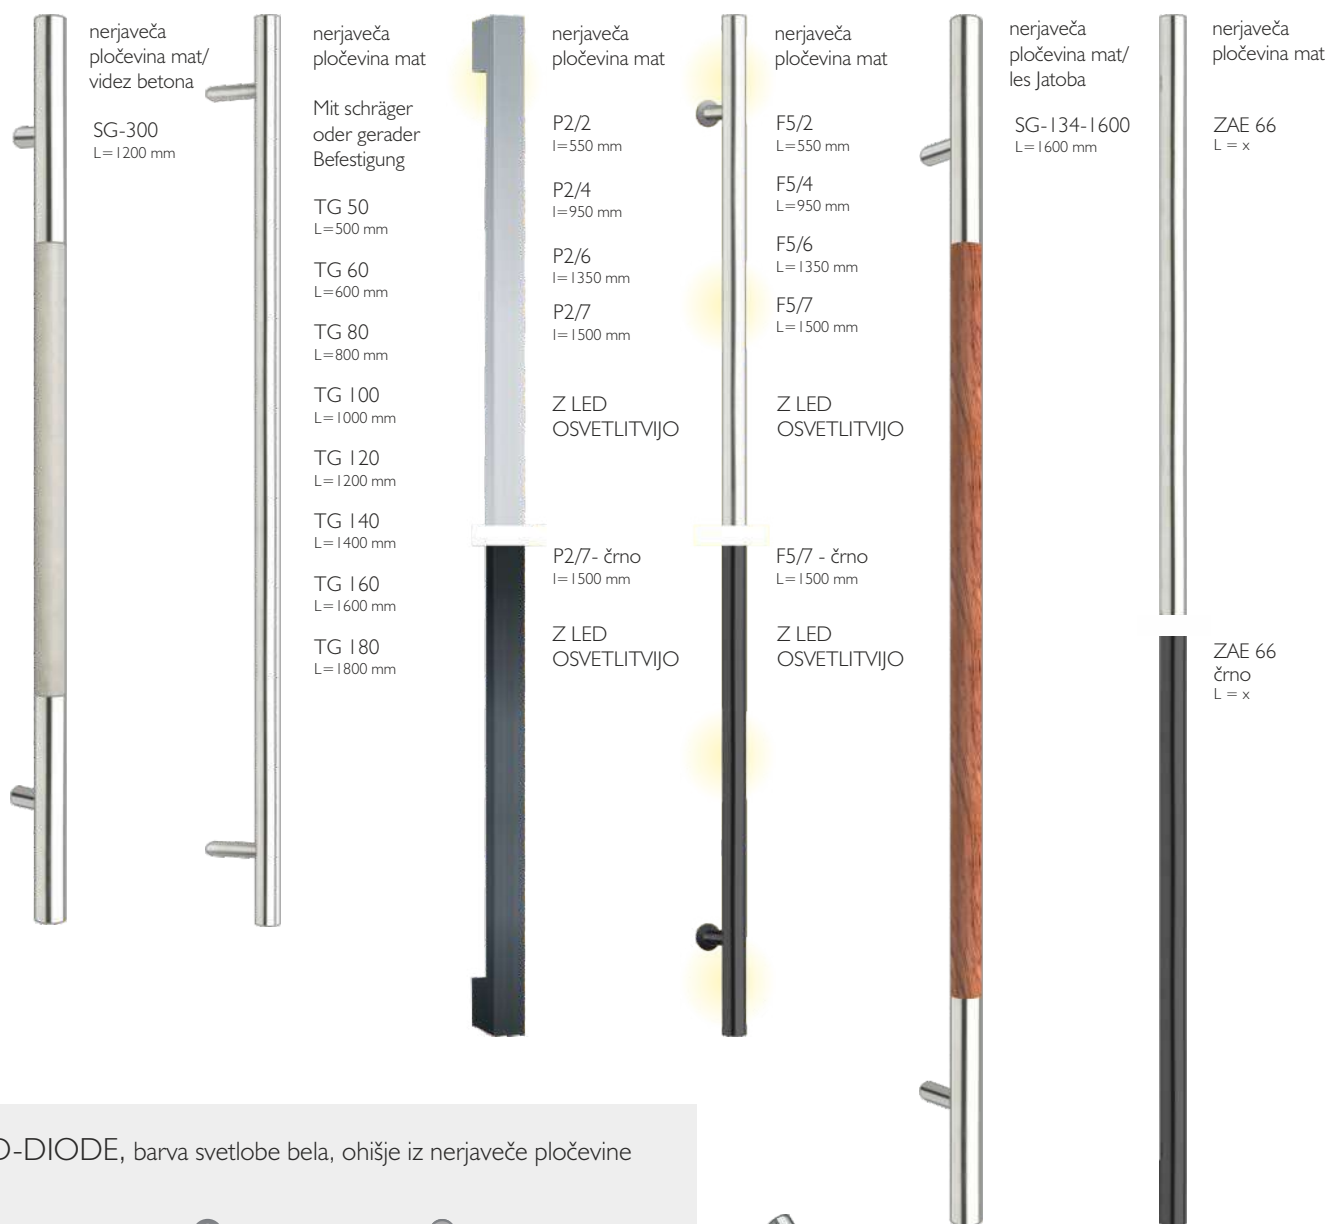 nerjaveča
pločevina mat/
videz betona
SG-300
L=1200 mm
nerjaveča
pločevina mat
Mit schräger
oder gerader
Befestigung
TG 50
L=500 mm
TG 60
L=600 mm
TG 80
L=800 mm
TG 100
L=1000 mm
TG 120
L=1200 mm
TG 140
L=1400 mm
TG 160
L=1600 mm
TG 180
L=1800 mm
nerjaveča
pločevina mat
P2/2
l=550 mm
P2/4
l=950 mm
P2/6
l=1350 mm
P2/7
l=1500 mm
Z LED
OSVETLITVIJO
P2/7- črno
l=1500 mm
Z LED
OSVETLITVIJO
nerjaveča
pločevina mat
F5/2
L=550 mm
F5/4
L=950 mm
F5/6
L=1350 mm
F5/7
L=1500 mm
Z LED
OSVETLITVIJO
F5/7 - črno
L=1500 mm
Z LED
OSVETLITVIJO
nerjaveča
pločevina mat/
les Jatoba
SG-134-1600
L=1600 mm
nerjaveča
pločevina mat
ZAE 66
L = x
ZAE 66
črno
L = x
D-DIODE, barva svetlobe bela, ohišje iz nerjaveče pločevine